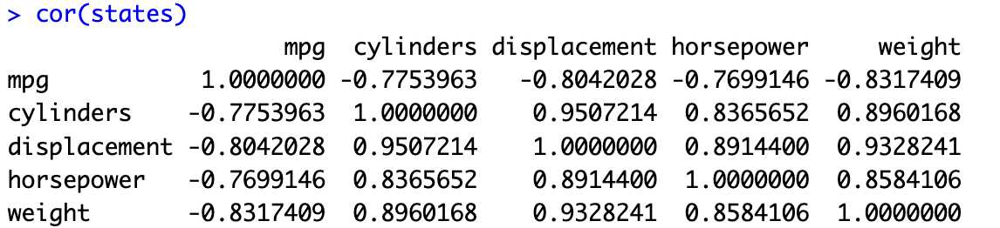 > cor(states)
mpg cylinders displacement horsepower weight
mpg 1.0000000 -0.7753963 -0.8042028 -0.7699146 -0.8317409
cylinders -0.7753963 1.0000000 0.9507214 0.8365652 0.8960168
displacement -0.8042028 0.9507214 1.0000000 0.8914400 0.9328241
horsepower -0.7699146 0.8365652 0.8914400 1.0000000 0.8584106
weight -0.8317409 0.8960168 0.9328241 0.8584106 1.0000000